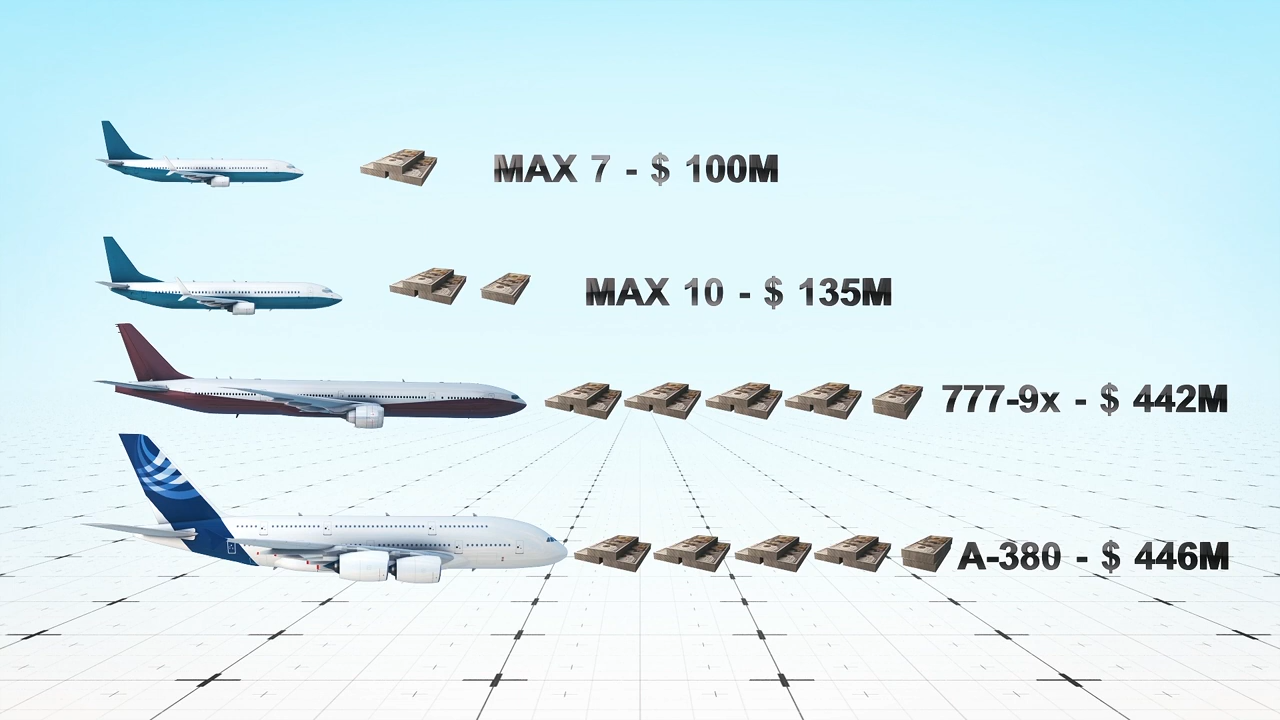 MAX 7 - $ 100M
MAX 10 - $ 135M
777-9x - $ 442M
A-380 - $ 446M